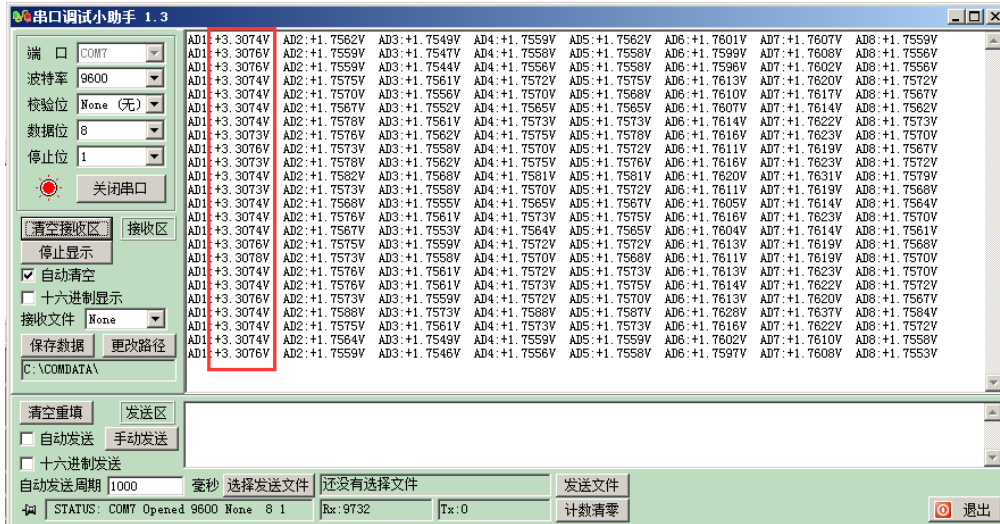 串口调试小助手 1.3
端 口 COM7
波特率 9600
校验位 None (无)
数据位 8
停止位 1
关闭串口
清空接收区 接收区
停止显示
自动清空
十六进制显示
接收文件 None
保存数据 更改路径
C:\COMDATA\
AD1:+3.3074V AD2:+1.7562V AD3:+1.7549V AD4:+1.7559V AD5:+1.7562V AD6:+1.7601V AD7:+1.7607V AD8:+1.7559V
AD1:+3.3076V AD2:+1.7559V AD3:+1.7547V AD4:+1.7558V AD5:+1.7558V AD6:+1.7599V AD7:+1.7608V AD8:+1.7556V
AD1:+3.3076V AD2:+1.7559V AD3:+1.7544V AD4:+1.7556V AD5:+1.7558V AD6:+1.7596V AD7:+1.7602V AD8:+1.7556V
AD1:+3.3074V AD2:+1.7575V AD3:+1.7561V AD4:+1.7572V AD5:+1.7575V AD6:+1.7613V AD7:+1.7620V AD8:+1.7572V
AD1:+3.3074V AD2:+1.7570V AD3:+1.7556V AD4:+1.7570V AD5:+1.7568V AD6:+1.7610V AD7:+1.7617V AD8:+1.7567V
AD1:+3.3074V AD2:+1.7567V AD3:+1.7552V AD4:+1.7565V AD5:+1.7565V AD6:+1.7607V AD7:+1.7614V AD8:+1.7562V
AD1:+3.3074V AD2:+1.7578V AD3:+1.7561V AD4:+1.7573V AD5:+1.7573V AD6:+1.7614V AD7:+1.7622V AD8:+1.7573V
AD1:+3.3073V AD2:+1.7576V AD3:+1.7562V AD4:+1.7575V AD5:+1.7578V AD6:+1.7616V AD7:+1.7623V AD8:+1.7570V
AD1:+3.3076V AD2:+1.7573V AD3:+1.7558V AD4:+1.7570V AD5:+1.7572V AD6:+1.7611V AD7:+1.7619V AD8:+1.7567V
AD1:+3.3073V AD2:+1.7578V AD3:+1.7562V AD4:+1.7575V AD5:+1.7576V AD6:+1.7616V AD7:+1.7623V AD8:+1.7572V
AD1:+3.3074V AD2:+1.7582V AD3:+1.7568V AD4:+1.7581V AD5:+1.7581V AD6:+1.7620V AD7:+1.7631V AD8:+1.7579V
AD1:+3.3073V AD2:+1.7573V AD3:+1.7558V AD4:+1.7570V AD5:+1.7572V AD6:+1.7611V AD7:+1.7619V AD8:+1.7568V
AD1:+3.3074V AD2:+1.7568V AD3:+1.7555V AD4:+1.7565V AD5:+1.7567V AD6:+1.7605V AD7:+1.7614V AD8:+1.7564V
AD1:+3.3074V AD2:+1.7576V AD3:+1.7561V AD4:+1.7573V AD5:+1.7575V AD6:+1.7616V AD7:+1.7623V AD8:+1.7570V
AD1:+3.3074V AD2:+1.7567V AD3:+1.7553V AD4:+1.7564V AD5:+1.7565V AD6:+1.7604V AD7:+1.7614V AD8:+1.7561V
AD1:+3.3076V AD2:+1.7575V AD3:+1.7559V AD4:+1.7572V AD5:+1.7572V AD6:+1.7613V AD7:+1.7619V AD8:+1.7568V
AD1:+3.3078V AD2:+1.7573V AD3:+1.7558V AD4:+1.7570V AD5:+1.7568V AD6:+1.7611V AD7:+1.7619V AD8:+1.7570V
AD1:+3.3074V AD2:+1.7576V AD3:+1.7561V AD4:+1.7572V AD5:+1.7573V AD6:+1.7613V AD7:+1.7623V AD8:+1.7570V
AD1:+3.3074V AD2:+1.7576V AD3:+1.7561V AD4:+1.7573V AD5:+1.7576V AD6:+1.7614V AD7:+1.7622V AD8:+1.7572V
AD1:+3.3076V AD2:+1.7573V AD3:+1.7559V AD4:+1.7572V AD5:+1.7570V AD6:+1.7613V AD7:+1.7620V AD8:+1.7567V
AD1:+3.3074V AD2:+1.7588V AD3:+1.7573V AD4:+1.7588V AD5:+1.7587V AD6:+1.7628V AD7:+1.7637V AD8:+1.7584V
AD1:+3.3074V AD2:+1.7575V AD3:+1.7561V AD4:+1.7573V AD5:+1.7573V AD6:+1.7616V AD7:+1.7622V AD8:+1.7572V
AD1:+3.3074V AD2:+1.7564V AD3:+1.7549V AD4:+1.7559V AD5:+1.7559V AD6:+1.7602V AD7:+1.7610V AD8:+1.7558V
AD1:+3.3076V AD2:+1.7559V AD3:+1.7546V AD4:+1.7556V AD5:+1.7558V AD6:+1.7597V AD7:+1.7608V AD8:+1.7553V
清空重填 发送区
自动发送 手动发送
十六进制发送
自动发送周期 1000 毫秒 选择发送文件 还没有选择文件 发送文件
STATUS: COM7 Opened 9600 None 8 1 Rx:9732 Tx:0 计数清零 退出